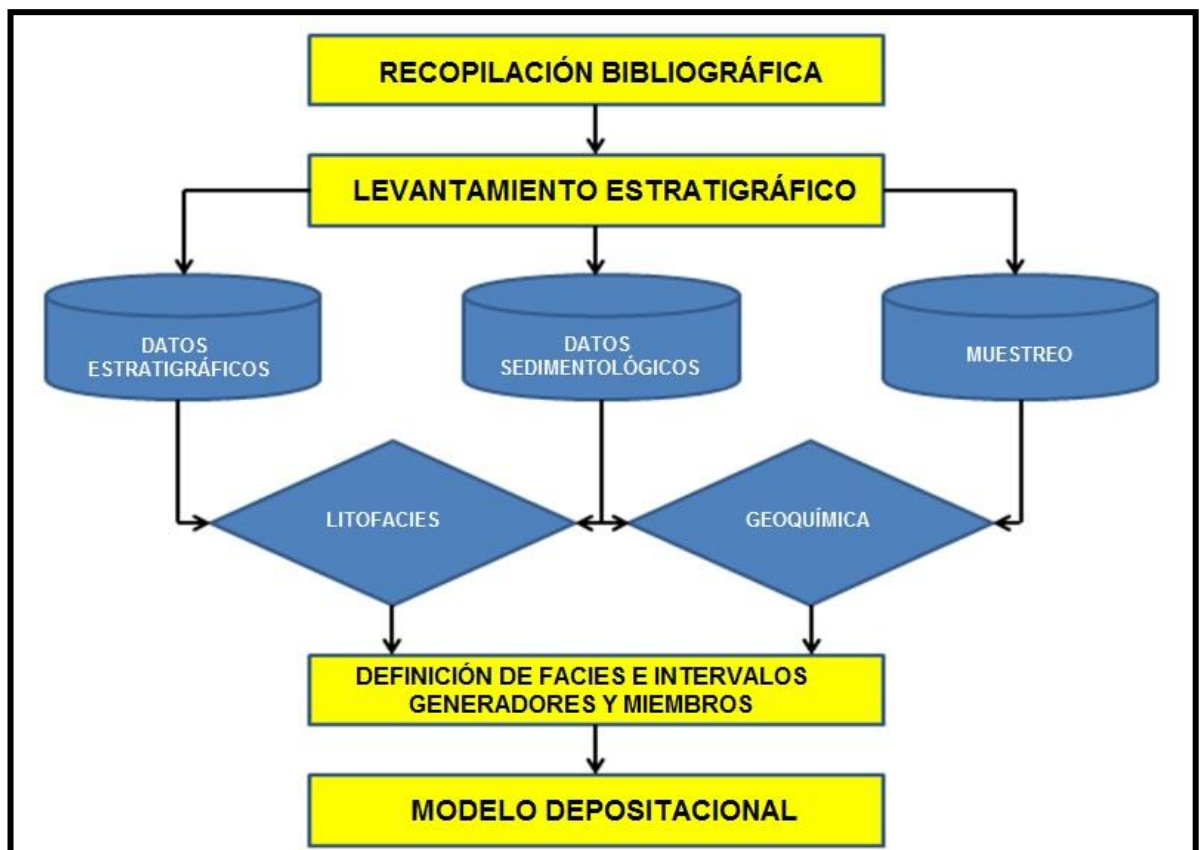 RECOPILACIÓN BIBLIOGRÁFICA
LEVANTAMIENTO ESTRATIGRÁFICO
DATOS
ESTRATIGRÁFICOS
DATOS
SEDIMENTOLÓGICOS
MUESTREO
LITOFACIES
GEOQUÍMICA
DEFINICIÓN DE FACIES E INTERVALOS
GENERADORES Y MIEMBROS
MODELO DEPOSITACIONAL